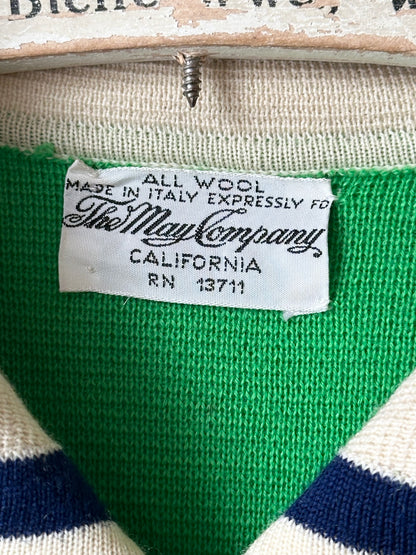 ALL WOOL
MADE IN ITALY EXPRESSLY FO
The May Company
CALIFORNIA
RN 13711